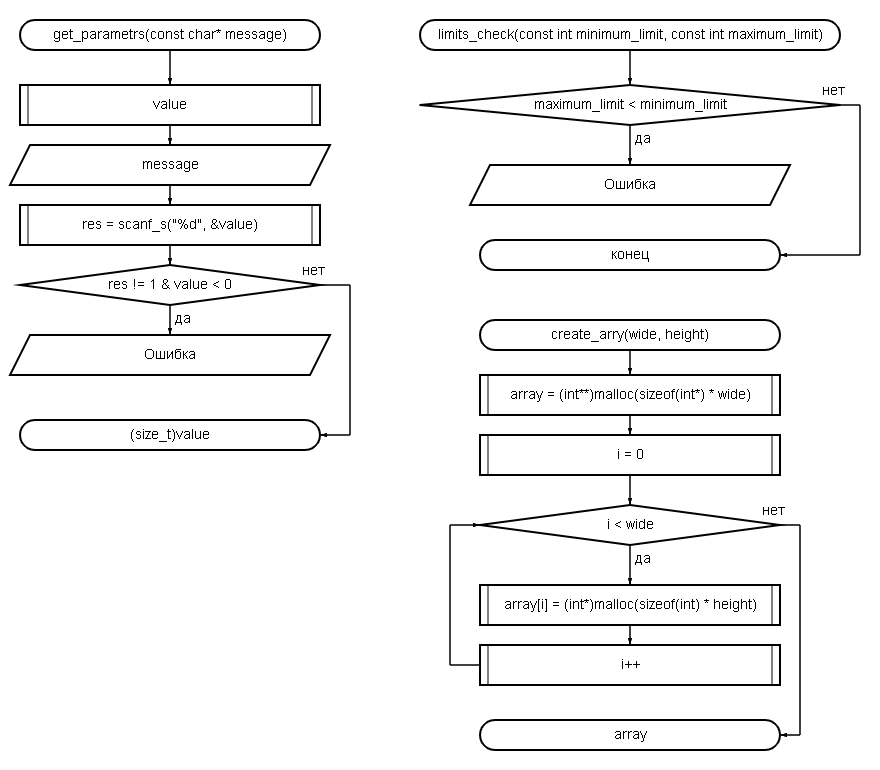 get_parametrs(const char* message)
value
message
res = scanf_s("%d", &value)
res != 1 & value < 0
нет
да
Ошибка
(size_t)value
limits_check(const int minimum_limit, const int maximum_limit)
maximum_limit < minimum_limit
нет
да
Ошибка
конец
create_arry(wide, height)
array = (int**)malloc(sizeof(int*) * wide)
i = 0
i < wide
нет
да
array[i] = (int*)malloc(sizeof(int) * height)
i++
array